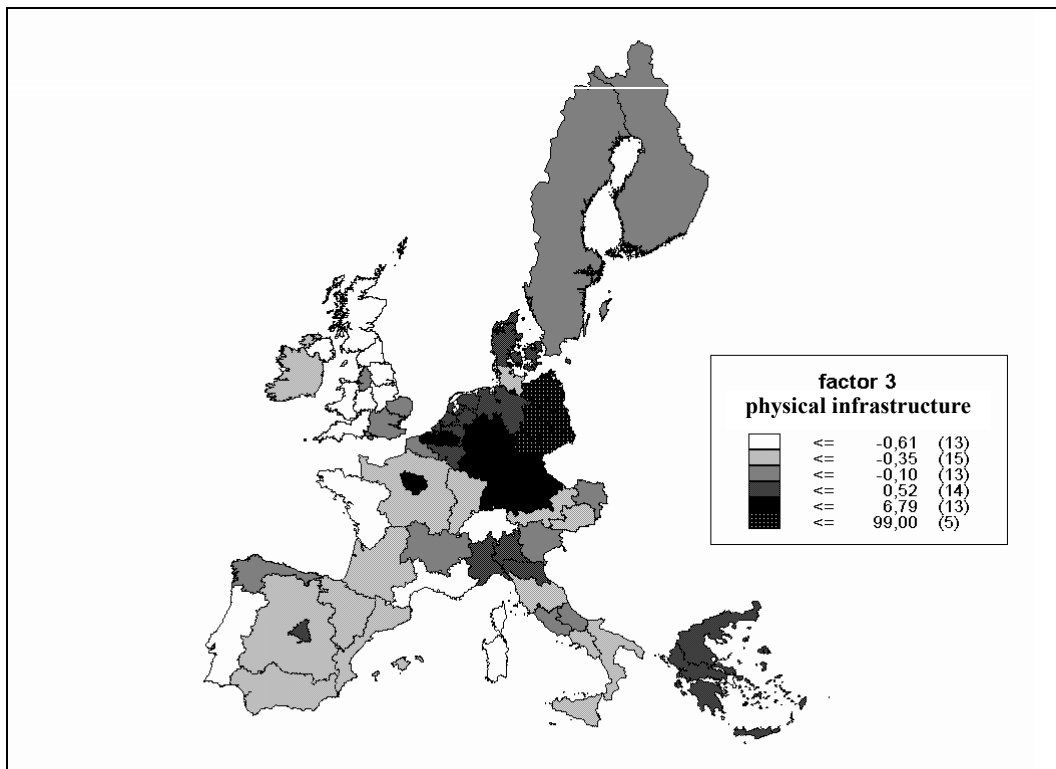 factor 3
physical infrastructure
<= -0,61 (13)
<= -0,35 (15)
<= -0,10 (13)
<= 0,52 (14)
<= 6,79 (13)
<= 99,00 (5)